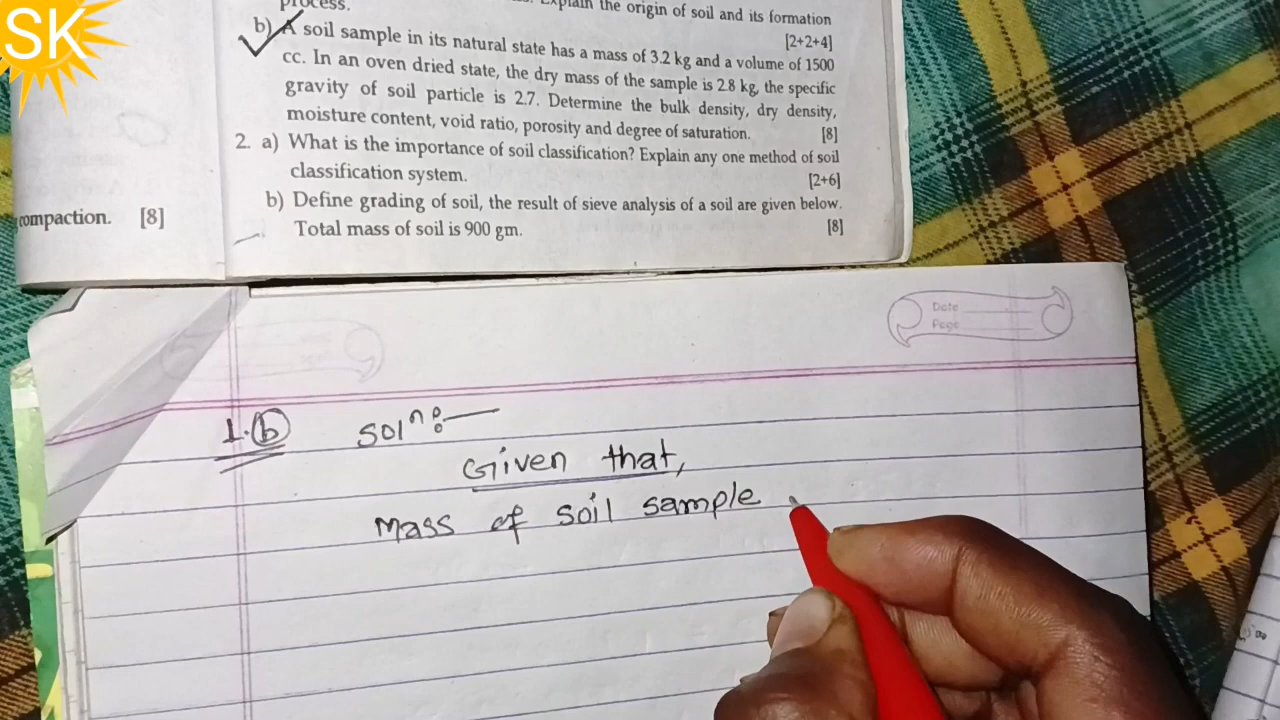 SK
process.
Explain the origin of soil and its formation
[2+2+4]
b) A soil sample in its natural state has a mass of 3.2 kg and a volume of 1500
cc. In an oven dried state, the dry mass of the sample is 2.8 kg, the specific
gravity of soil particle is 2.7. Determine the bulk density, dry density,
moisture content, void ratio, porosity and degree of saturation. [8]
2. a) What is the importance of soil classification? Explain any one method of soil
classification system. [2+6]
b) Define grading of soil, the result of sieve analysis of a soil are given below.
Total mass of soil is 900 gm. [8]
compaction. [8]
Date
Page
1.(b) Solⁿ:—
Given that,
Mass of soil sample